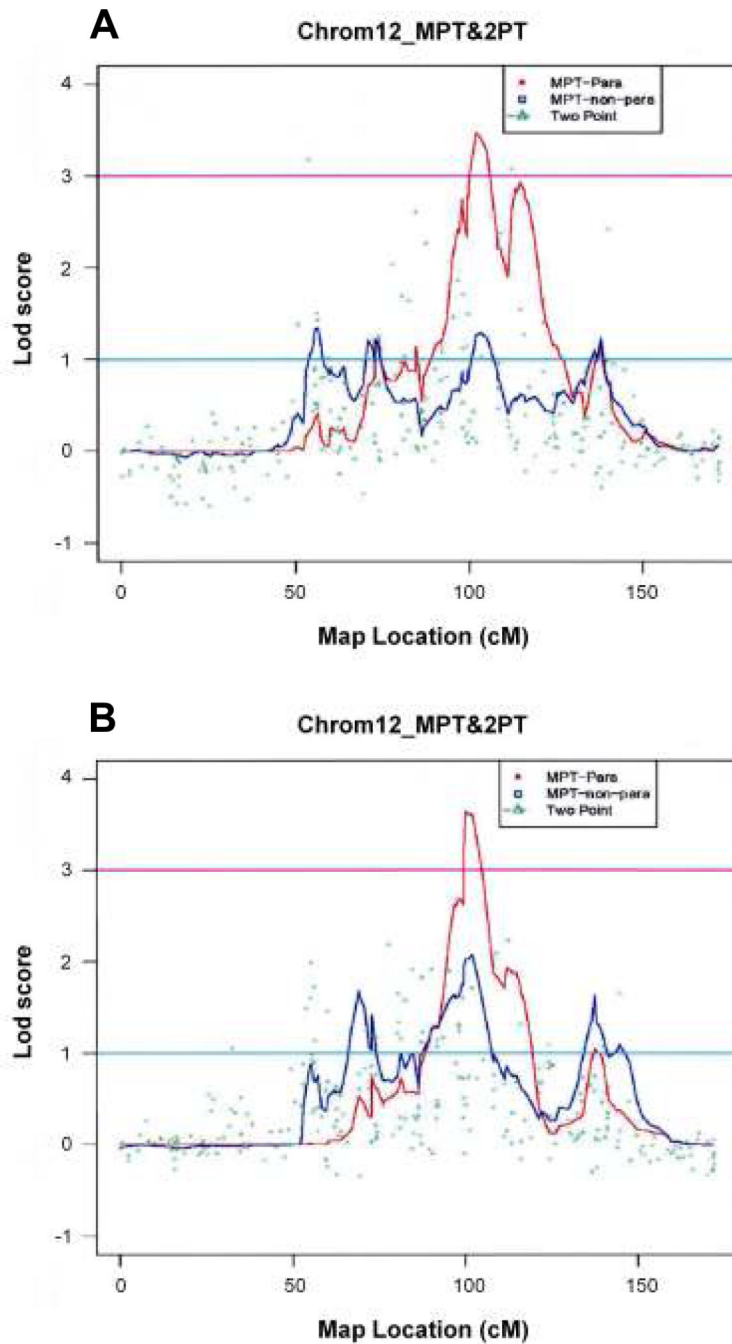 A
Chrom12_MPT&2PT
MPT-Para
MPT-non-para
Two Point
4
3
2
1
0
-1
Lod score
0
50
100
150
Map Location (cM)
B
Chrom12_MPT&2PT
MPT-Para
MPT-non-para
Two Point
4
3
2
1
0
-1
Lod score
0
50
100
150
Map Location (cM)